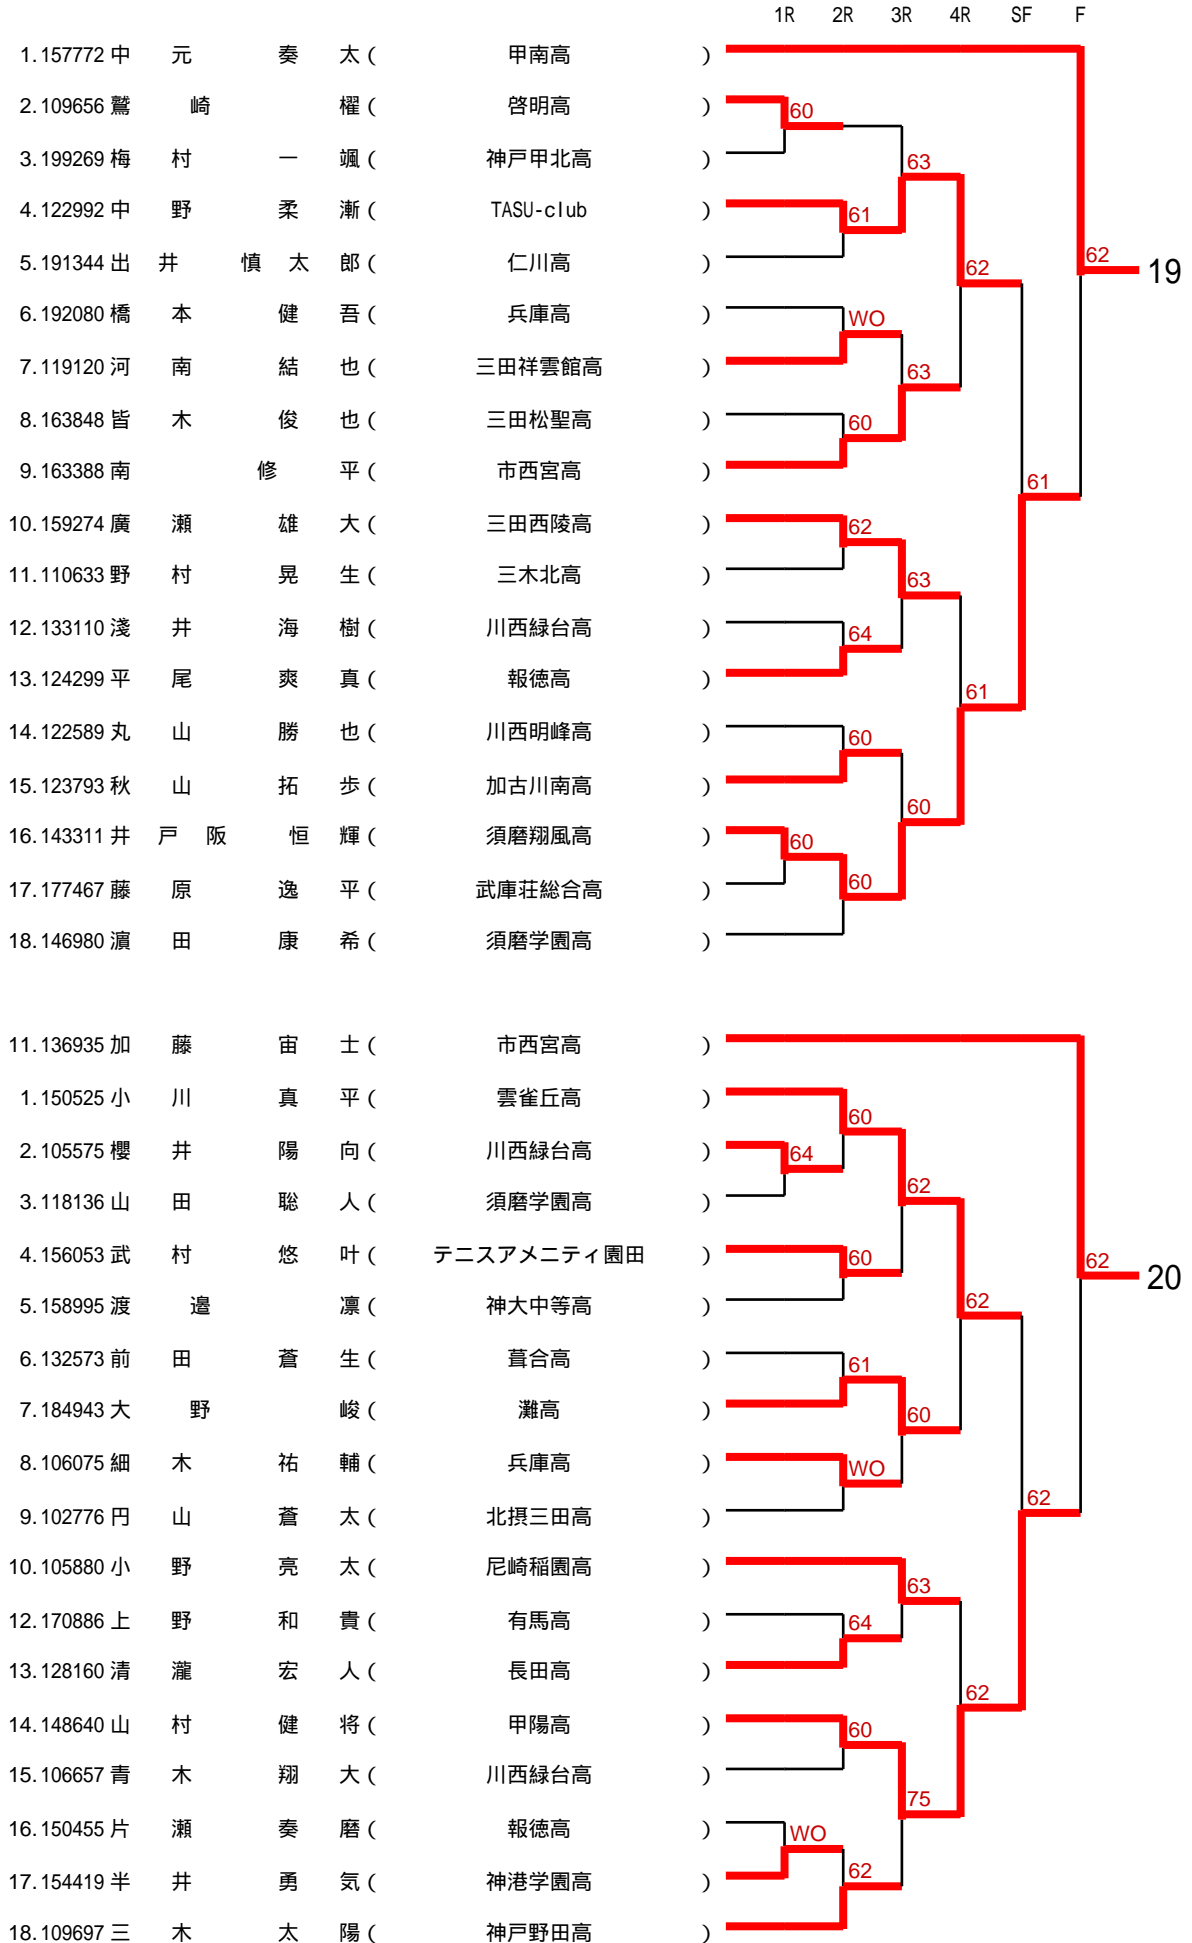 1R 2R 3R 4R SF F
1.157772 中 元 奏 太 ( 甲南高 )
2.109656 鷲 崎 櫂 ( 啓明高 ) 60
3.199269 梅 村 一 颯 ( 神戸甲北高 ) 63
4.122992 中 野 柔 漸 ( TASU-club ) 61
5.191344 出 井 慎 太 郎 ( 仁川高 ) 62 62 19
6.192080 橋 本 健 吾 ( 兵庫高 ) WO
7.119120 河 南 結 也 ( 三田祥雲館高 ) 63
8.163848 皆 木 俊 也 ( 三田松聖高 ) 60
9.163388 南 修 平 ( 市西宮高 ) 61
10.159274 廣 瀬 雄 大 ( 三田西陵高 ) 62
11.110633 野 村 晃 生 ( 三木北高 ) 63
12.133110 淺 井 海 樹 ( 川西緑台高 ) 64
13.124299 平 尾 爽 真 ( 報徳高 ) 61
14.122589 丸 山 勝 也 ( 川西明峰高 ) 60
15.123793 秋 山 拓 歩 ( 加古川南高 ) 60
16.143311 井 戸 阪 恒 輝 ( 須磨翔風高 ) 60
17.177467 藤 原 逸 平 ( 武庫荘総合高 ) 60
18.146980 濵 田 康 希 ( 須磨学園高 )
11.136935 加 藤 宙 士 ( 市西宮高 )
1.150525 小 川 真 平 ( 雲雀丘高 ) 60
2.105575 櫻 井 陽 向 ( 川西緑台高 ) 64
3.118136 山 田 聡 人 ( 須磨学園高 ) 62
4.156053 武 村 悠 叶 ( テニスアメニティ園田 ) 60 62 20
5.158995 渡 邉 凛 ( 神大中等高 ) 62
6.132573 前 田 蒼 生 ( 葺合高 ) 61
7.184943 大 野 峻 ( 灘高 ) 60
8.106075 細 木 祐 輔 ( 兵庫高 ) WO
9.102776 円 山 蒼 太 ( 北摂三田高 ) 62
10.105880 小 野 亮 太 ( 尼崎稲園高 ) 63
12.170886 上 野 和 貴 ( 有馬高 ) 64
13.128160 清 瀧 宏 人 ( 長田高 ) 62
14.148640 山 村 健 将 ( 甲陽高 ) 60
15.106657 青 木 翔 大 ( 川西緑台高 ) 75
16.150455 片 瀬 奏 磨 ( 報徳高 ) WO
17.154419 半 井 勇 気 ( 神港学園高 ) 62
18.109697 三 木 太 陽 ( 神戸野田高 )